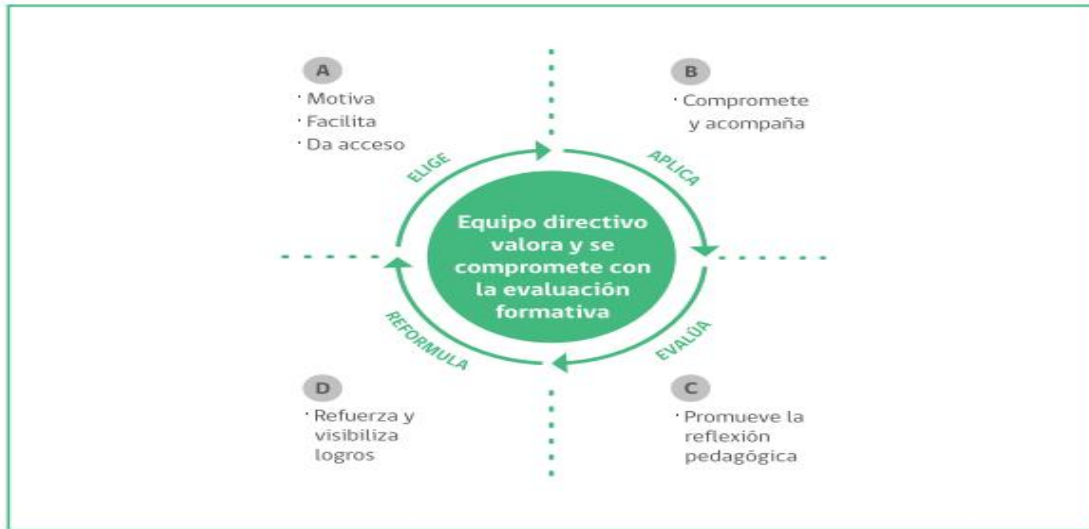 A
· Motiva
· Facilita
· Da acceso
B
· Compromete
y acompaña
ELIGE
APLICA
Equipo directivo
valora y se
compromete con
la evaluación
formativa
REFORMULA
EVALÚA
D
· Refuerza y
visibiliza
logros
C
· Promueve la
reflexión
pedagógica